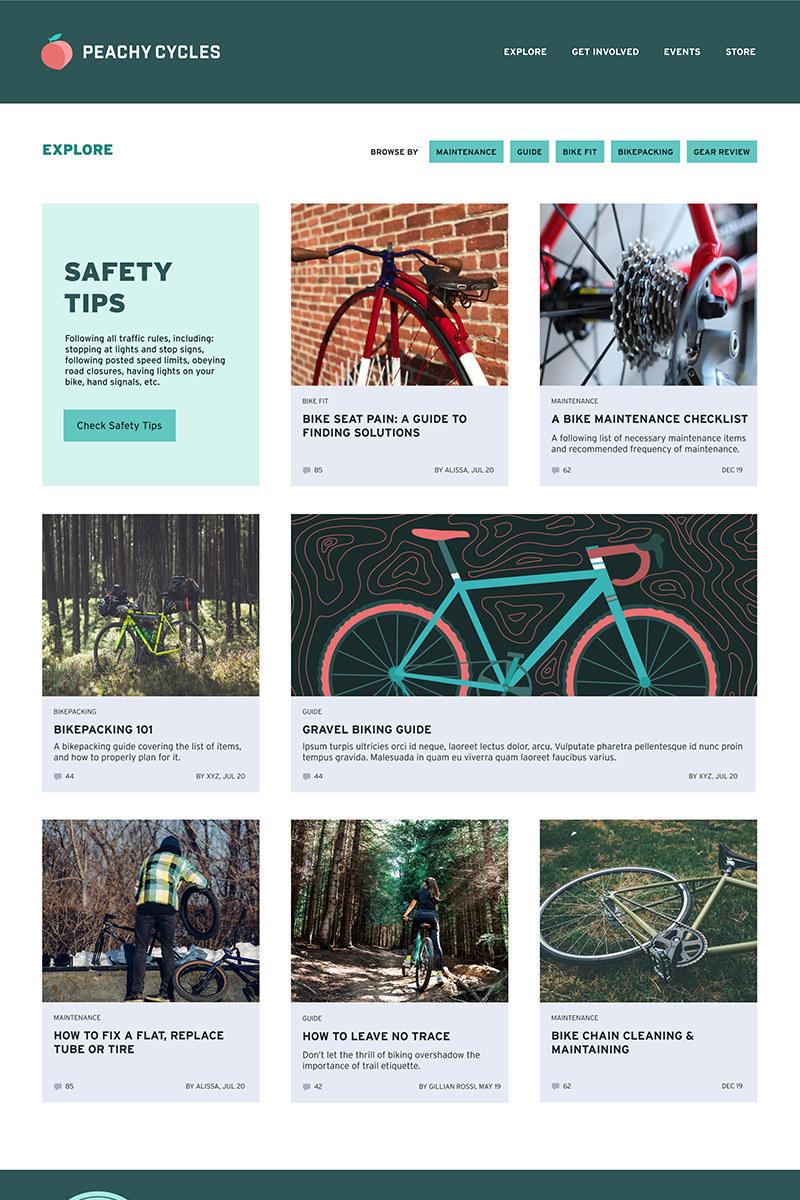 PEACHY CYCLES
EXPLORE GET INVOLVED EVENTS STORE
EXPLORE
BROWSE BY MAINTENANCE GUIDE BIKE FIT BIKEPACKING GEAR REVIEW
SAFETY
TIPS
Following all traffic rules, including:
stopping at lights and stop signs,
following posted speed limits, obeying
road closures, having lights on your
bike, hand signals, etc.
Check Safety Tips
BIKE FIT
BIKE SEAT PAIN: A GUIDE TO
FINDING SOLUTIONS
85 BY ALISSA, JUL 20
MAINTENANCE
A BIKE MAINTENANCE CHECKLIST
A following list of necessary maintenance items
and recommended frequency of maintenance.
62 DEC 19
BIKEPACKING
BIKEPACKING 101
A bikepacking guide covering the list of items,
and how to properly plan for it.
44 BY XYZ, JUL 20
GUIDE
GRAVEL BIKING GUIDE
Ipsum turpis ultricies orci id neque, laoreet lectus dolor, arcu. Vulputate pharetra pellentesque id nunc proin
tempus gravida. Malesuada in quam eu viverra quam laoreet faucibus varius.
44 BY XYZ, JUL 20
MAINTENANCE
HOW TO FIX A FLAT, REPLACE
TUBE OR TIRE
85 BY ALISSA, JUL 20
GUIDE
HOW TO LEAVE NO TRACE
Don’t let the thrill of biking overshadow the
importance of trail etiquette.
42 BY GILLIAN ROSSI, MAY 19
MAINTENANCE
BIKE CHAIN CLEANING &
MAINTAINING
62 DEC 19